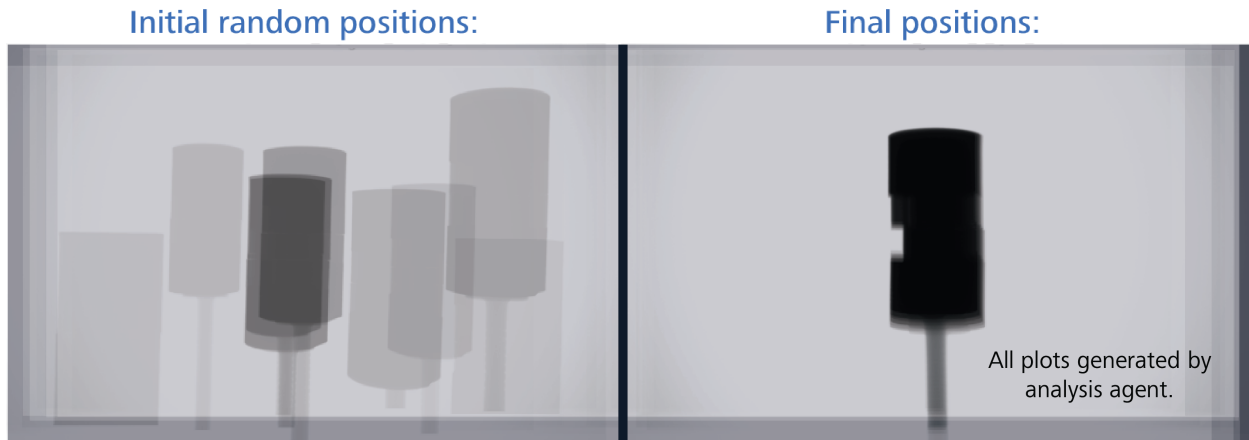 Initial random positions:
Final positions:
All plots generated by
analysis agent.